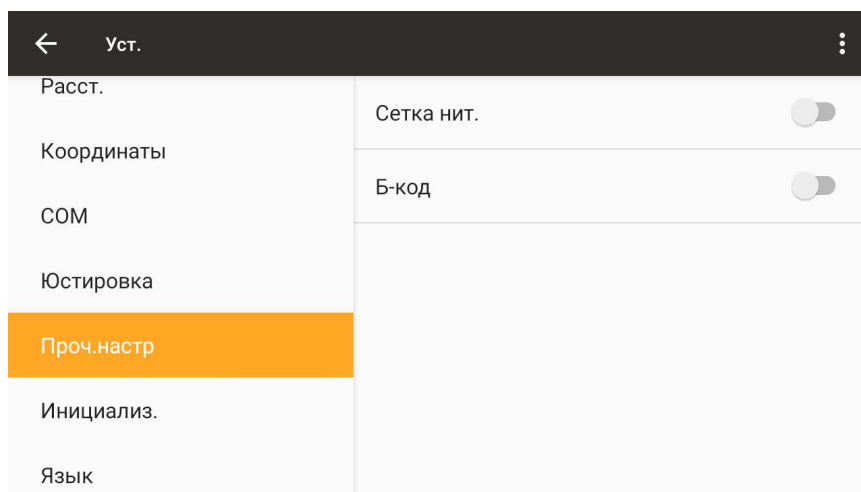 Уст.
Расст.
Координаты
COM
Юстировка
Проч.настр
Инициализ.
Язык
Сетка нит.
Б-код